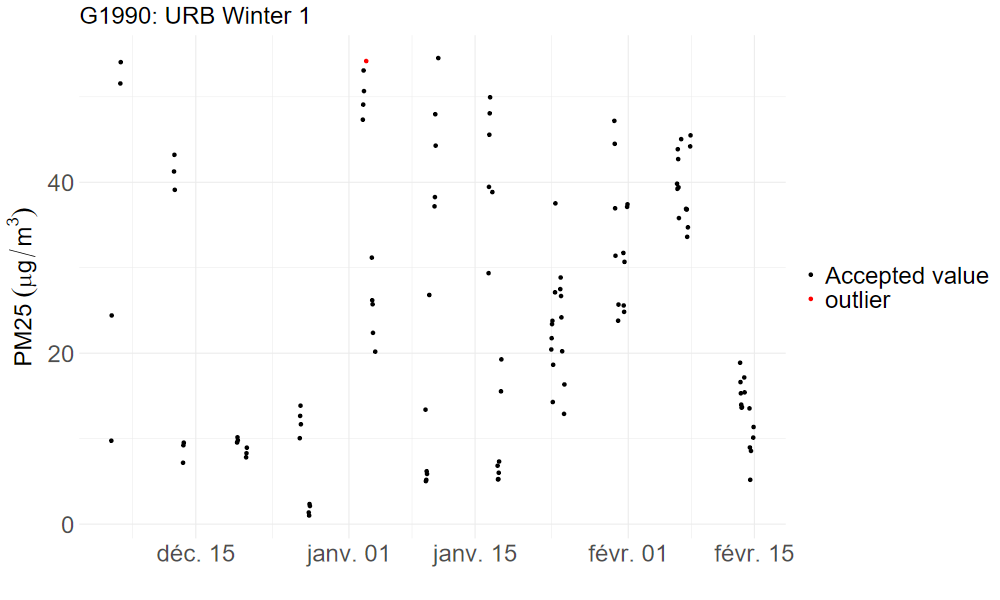 G1990: URB Winter 1
PM25 (μg/m³)
40
20
0
déc. 15
janv. 01
janv. 15
févr. 01
févr. 15
Accepted value
outlier